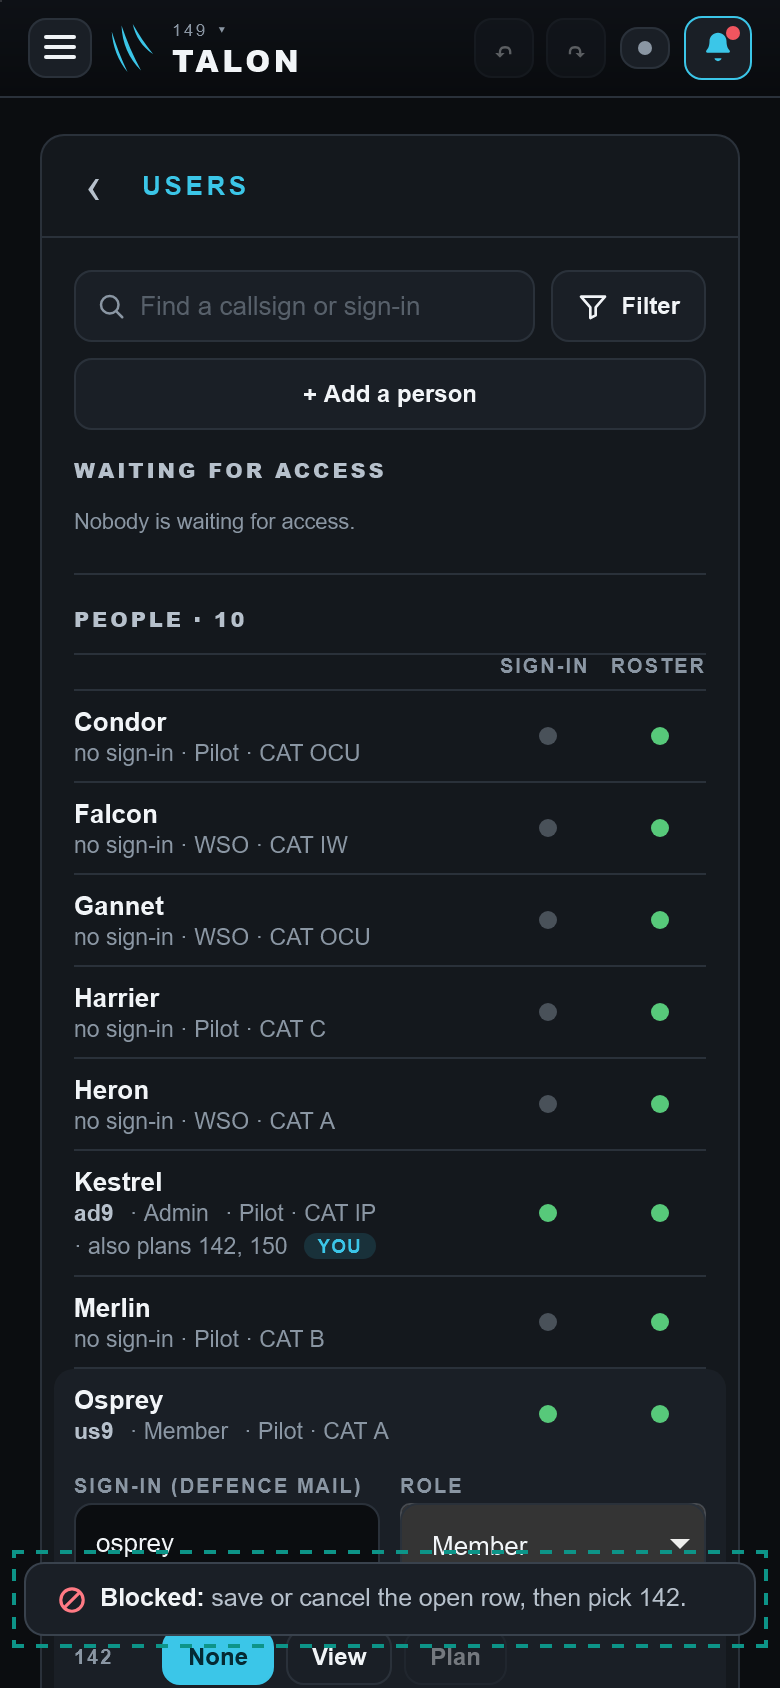 149 ▾
TALON
‹ USERS
Find a callsign or sign-in
Filter
+ Add a person
WAITING FOR ACCESS
Nobody is waiting for access.
PEOPLE · 10
SIGN-IN ROSTER
Condor
no sign-in · Pilot · CAT OCU
Falcon
no sign-in · WSO · CAT IW
Gannet
no sign-in · WSO · CAT OCU
Harrier
no sign-in · Pilot · CAT C
Heron
no sign-in · WSO · CAT A
Kestrel
ad9 · Admin · Pilot · CAT IP
· also plans 142, 150 YOU
Merlin
no sign-in · Pilot · CAT B
Osprey
us9 · Member · Pilot · CAT A
SIGN-IN (DEFENCE MAIL) ROLE
osprey Member
Blocked: save or cancel the open row, then pick 142.
142 None View Plan